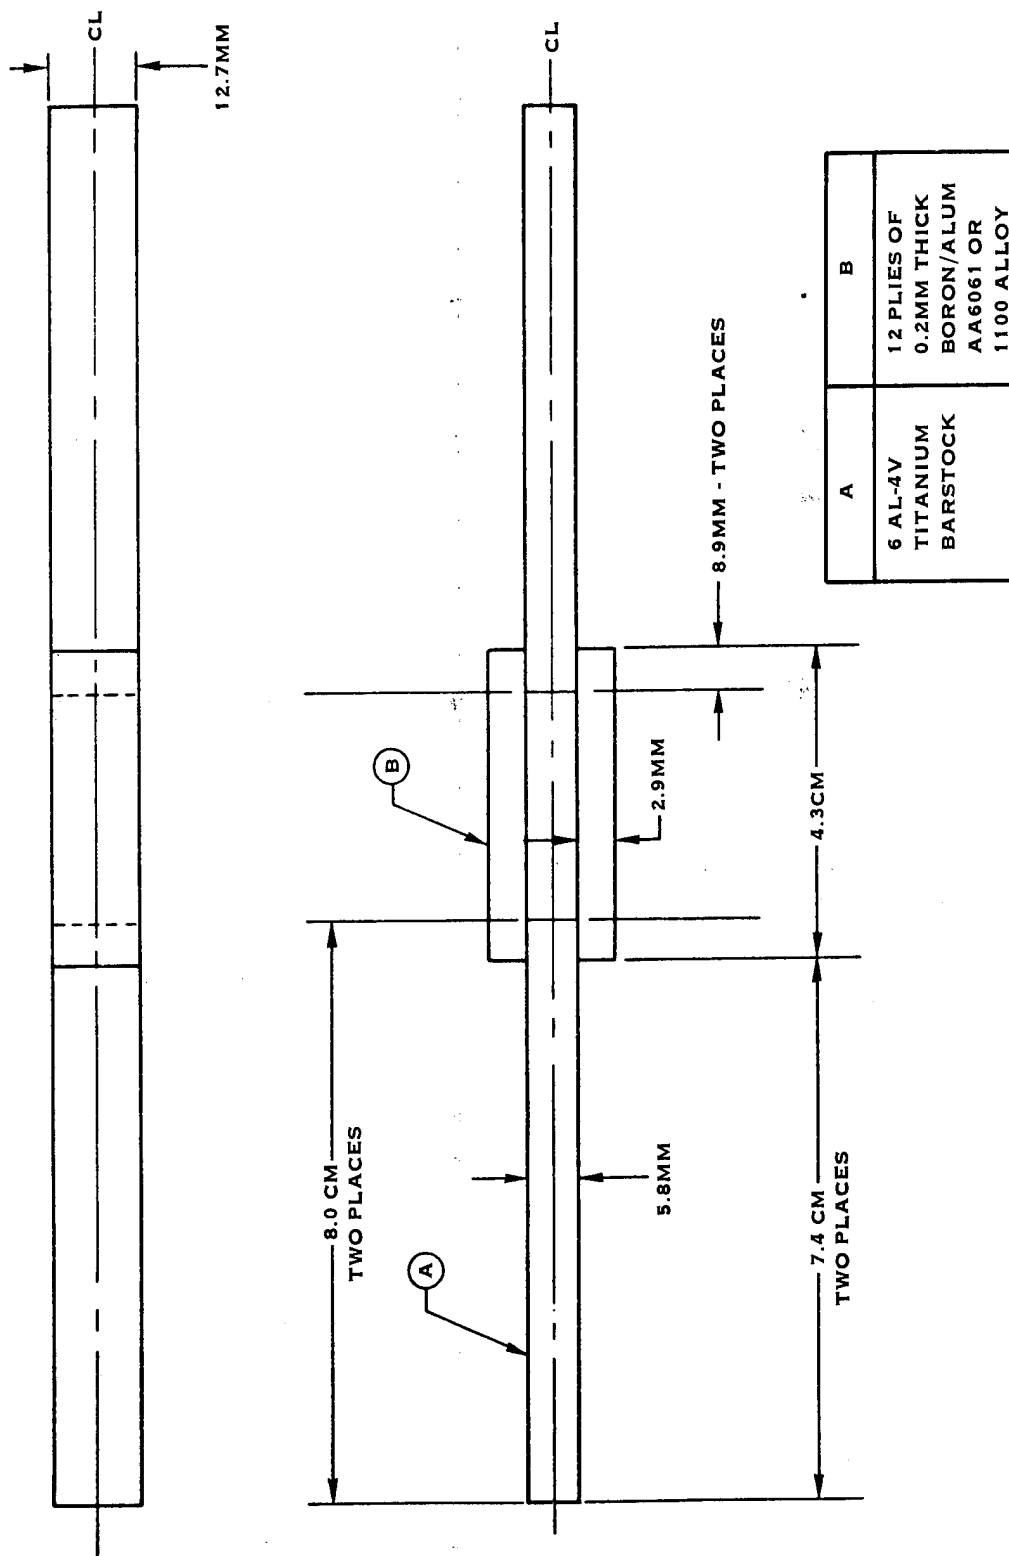 CL
12.7MM
8.0 CM
TWO PLACES
CL
B
A
2.9MM
5.8MM
8.9MM - TWO PLACES
4.3CM
7.4 CM
TWO PLACES
A
B
6 AL-4V
TITANIUM
BARSTOCK
12 PLIES OF
0.2MM THICK
BORON/ALUM
AA6061 OR
1100 ALLOY